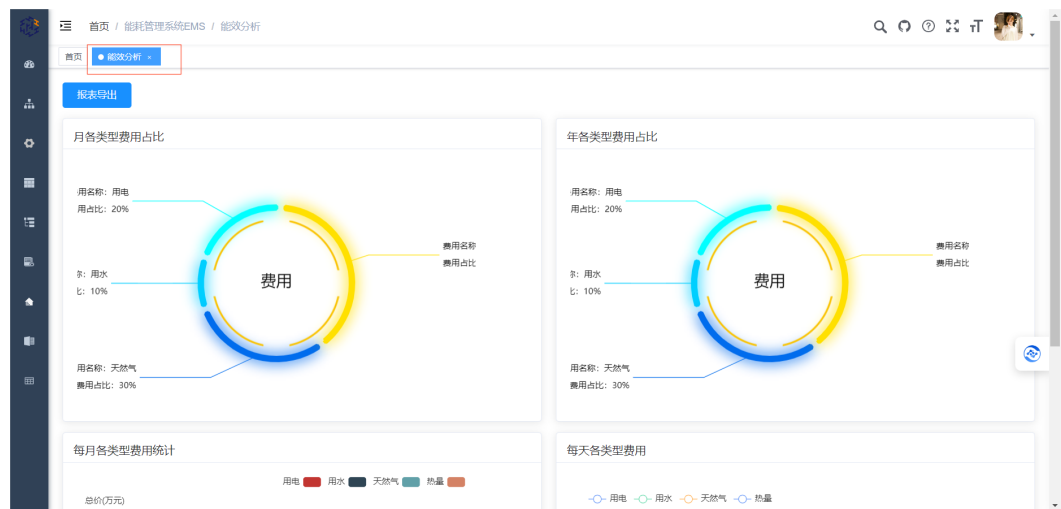 首页 / 能耗管理系统EMS / 能效分析
首页 能效分析 ×
报表导出
月各类型费用占比
用名称：用电
用占比：20%
费用名称
费用占比
尔：用水
比：10%
费用
用名称：天然气
费用占比：30%
年各类型费用占比
用名称：用电
用占比：20%
费用名称
费用占比
尔：用水
比：10%
费用
用名称：天然气
费用占比：30%
每月各类型费用统计
用电 用水 天然气 热量
总价(万元)
每天各类型费用
用电 用水 天然气 热量